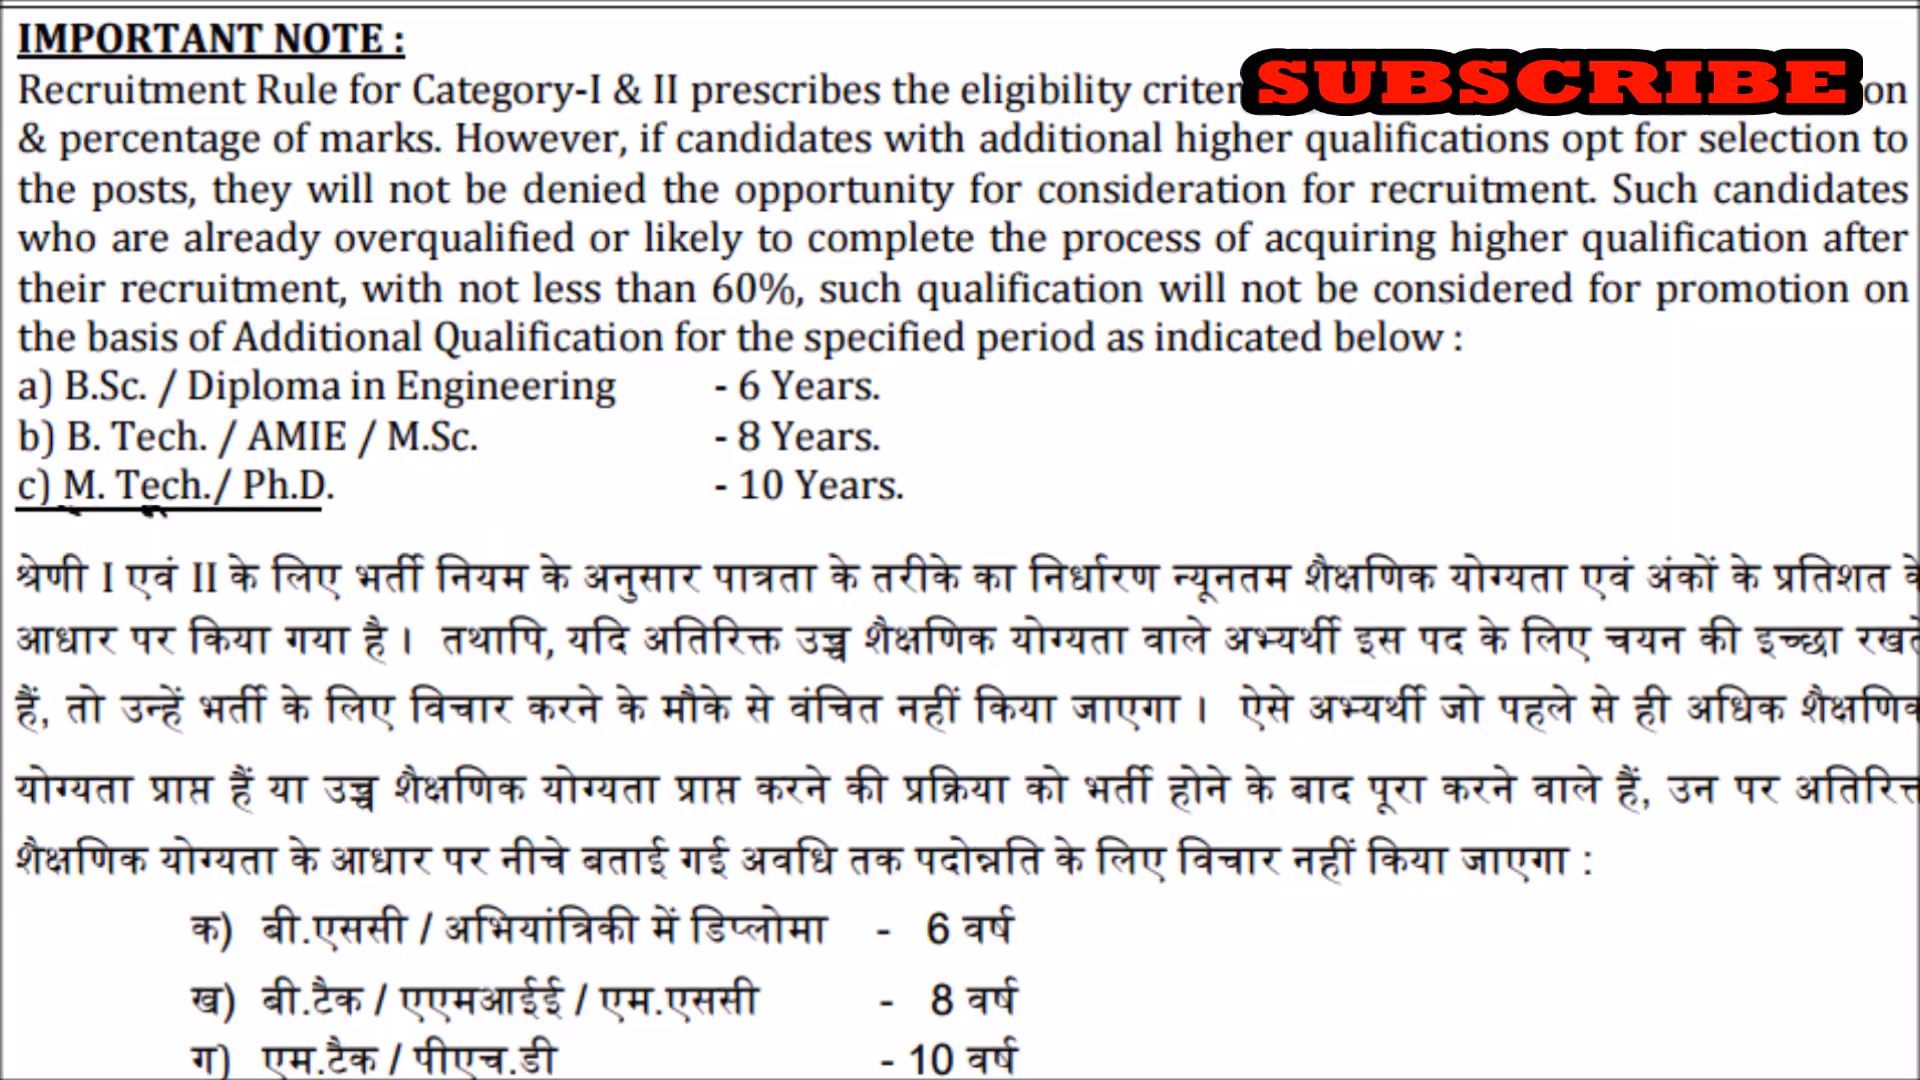 IMPORTANT NOTE :
Recruitment Rule for Category-I & II prescribes the eligibility SUBSCRIBE on
& percentage of marks. However, if candidates with additional higher qualifications opt for selection to
the posts, they will not be denied the opportunity for consideration for recruitment. Such candidates
who are already overqualified or likely to complete the process of acquiring higher qualification after
their recruitment, with not less than 60%, such qualification will not be considered for promotion on
the basis of Additional Qualification for the specified period as indicated below :
a) B.Sc. / Diploma in Engineering - 6 Years.
b) B. Tech. / AMIE / M.Sc. - 8 Years.
c) M. Tech./ Ph.D. - 10 Years.
श्रेणी I एवं II के लिए भर्ती नियम के अनुसार पात्रता के तरीके का निर्धारण न्यूनतम शैक्षणिक योग्यता एवं अंकों के प्रतिशत के
आधार पर किया गया है । तथापि, यदि अतिरिक्त उच्च शैक्षणिक योग्यता वाले अभ्यर्थी इस पद के लिए चयन की इच्छा रखते
हैं, तो उन्हें भर्ती के लिए विचार करने के मौके से वंचित नहीं किया जाएगा । ऐसे अभ्यर्थी जो पहले से ही अधिक शैक्षणिक
योग्यता प्राप्त हैं या उच्च शैक्षणिक योग्यता प्राप्त करने की प्रक्रिया को भर्ती होने के बाद पूरा करने वाले हैं, उन पर अतिरिक्त
शैक्षणिक योग्यता के आधार पर नीचे बताई गई अवधि तक पदोन्नति के लिए विचार नहीं किया जाएगा :
क) बी.एससी / अभियांत्रिकी में डिप्लोमा - 6 वर्ष
ख) बी.टैक / एएमआईई / एम.एससी - 8 वर्ष
ग) एम.टैक / पीएच.डी - 10 वर्ष